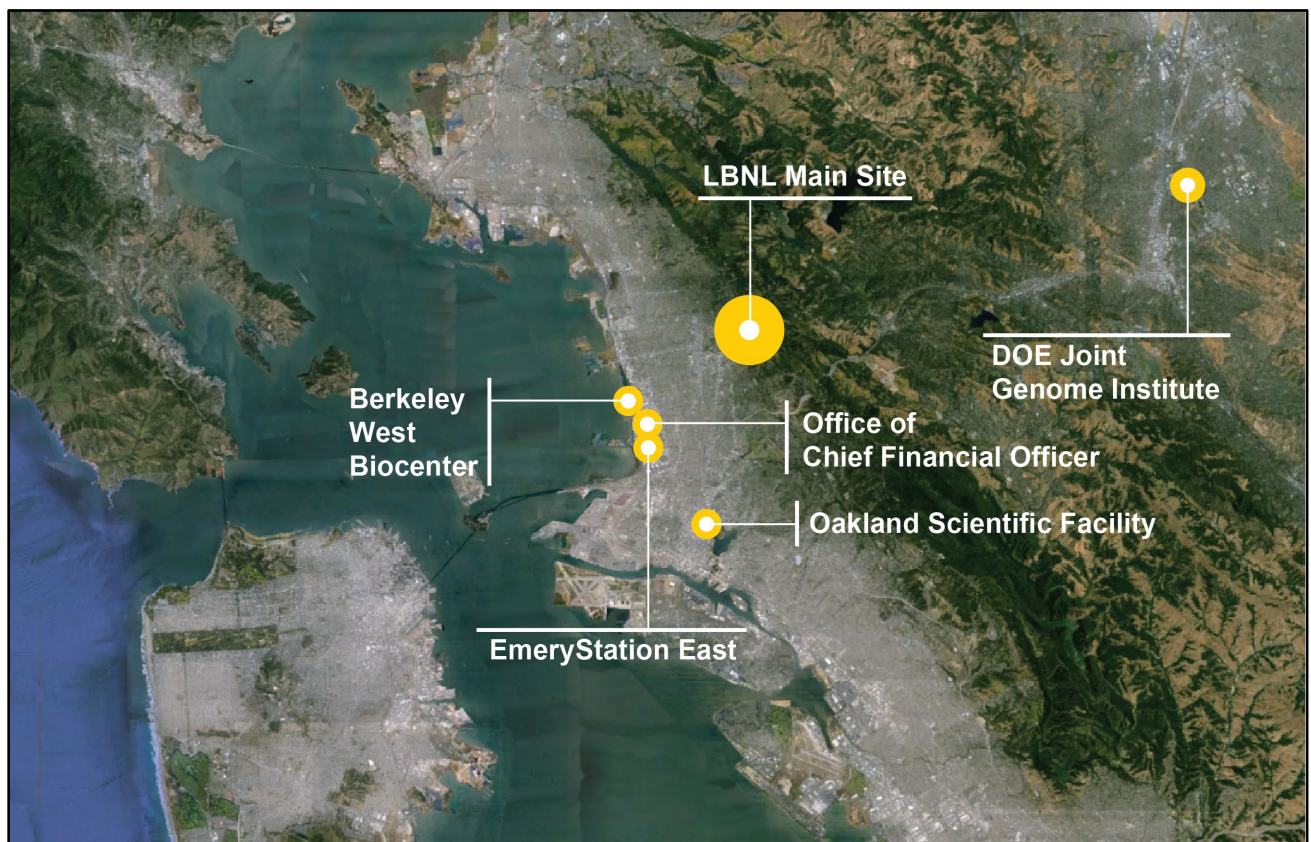 LBNL Main Site
DOE Joint
Genome Institute
Berkeley
West
Biocenter
Office of
Chief Financial Officer
Oakland Scientific Facility
EmeryStation East